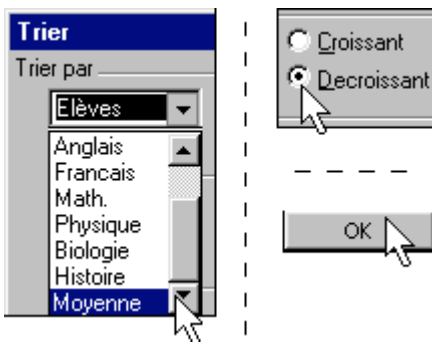 Trier
Trier par
Elèves
Anglais
Francais
Math.
Physique
Biologie
Histoire
Moyenne
Croissant
Decroissant
OK